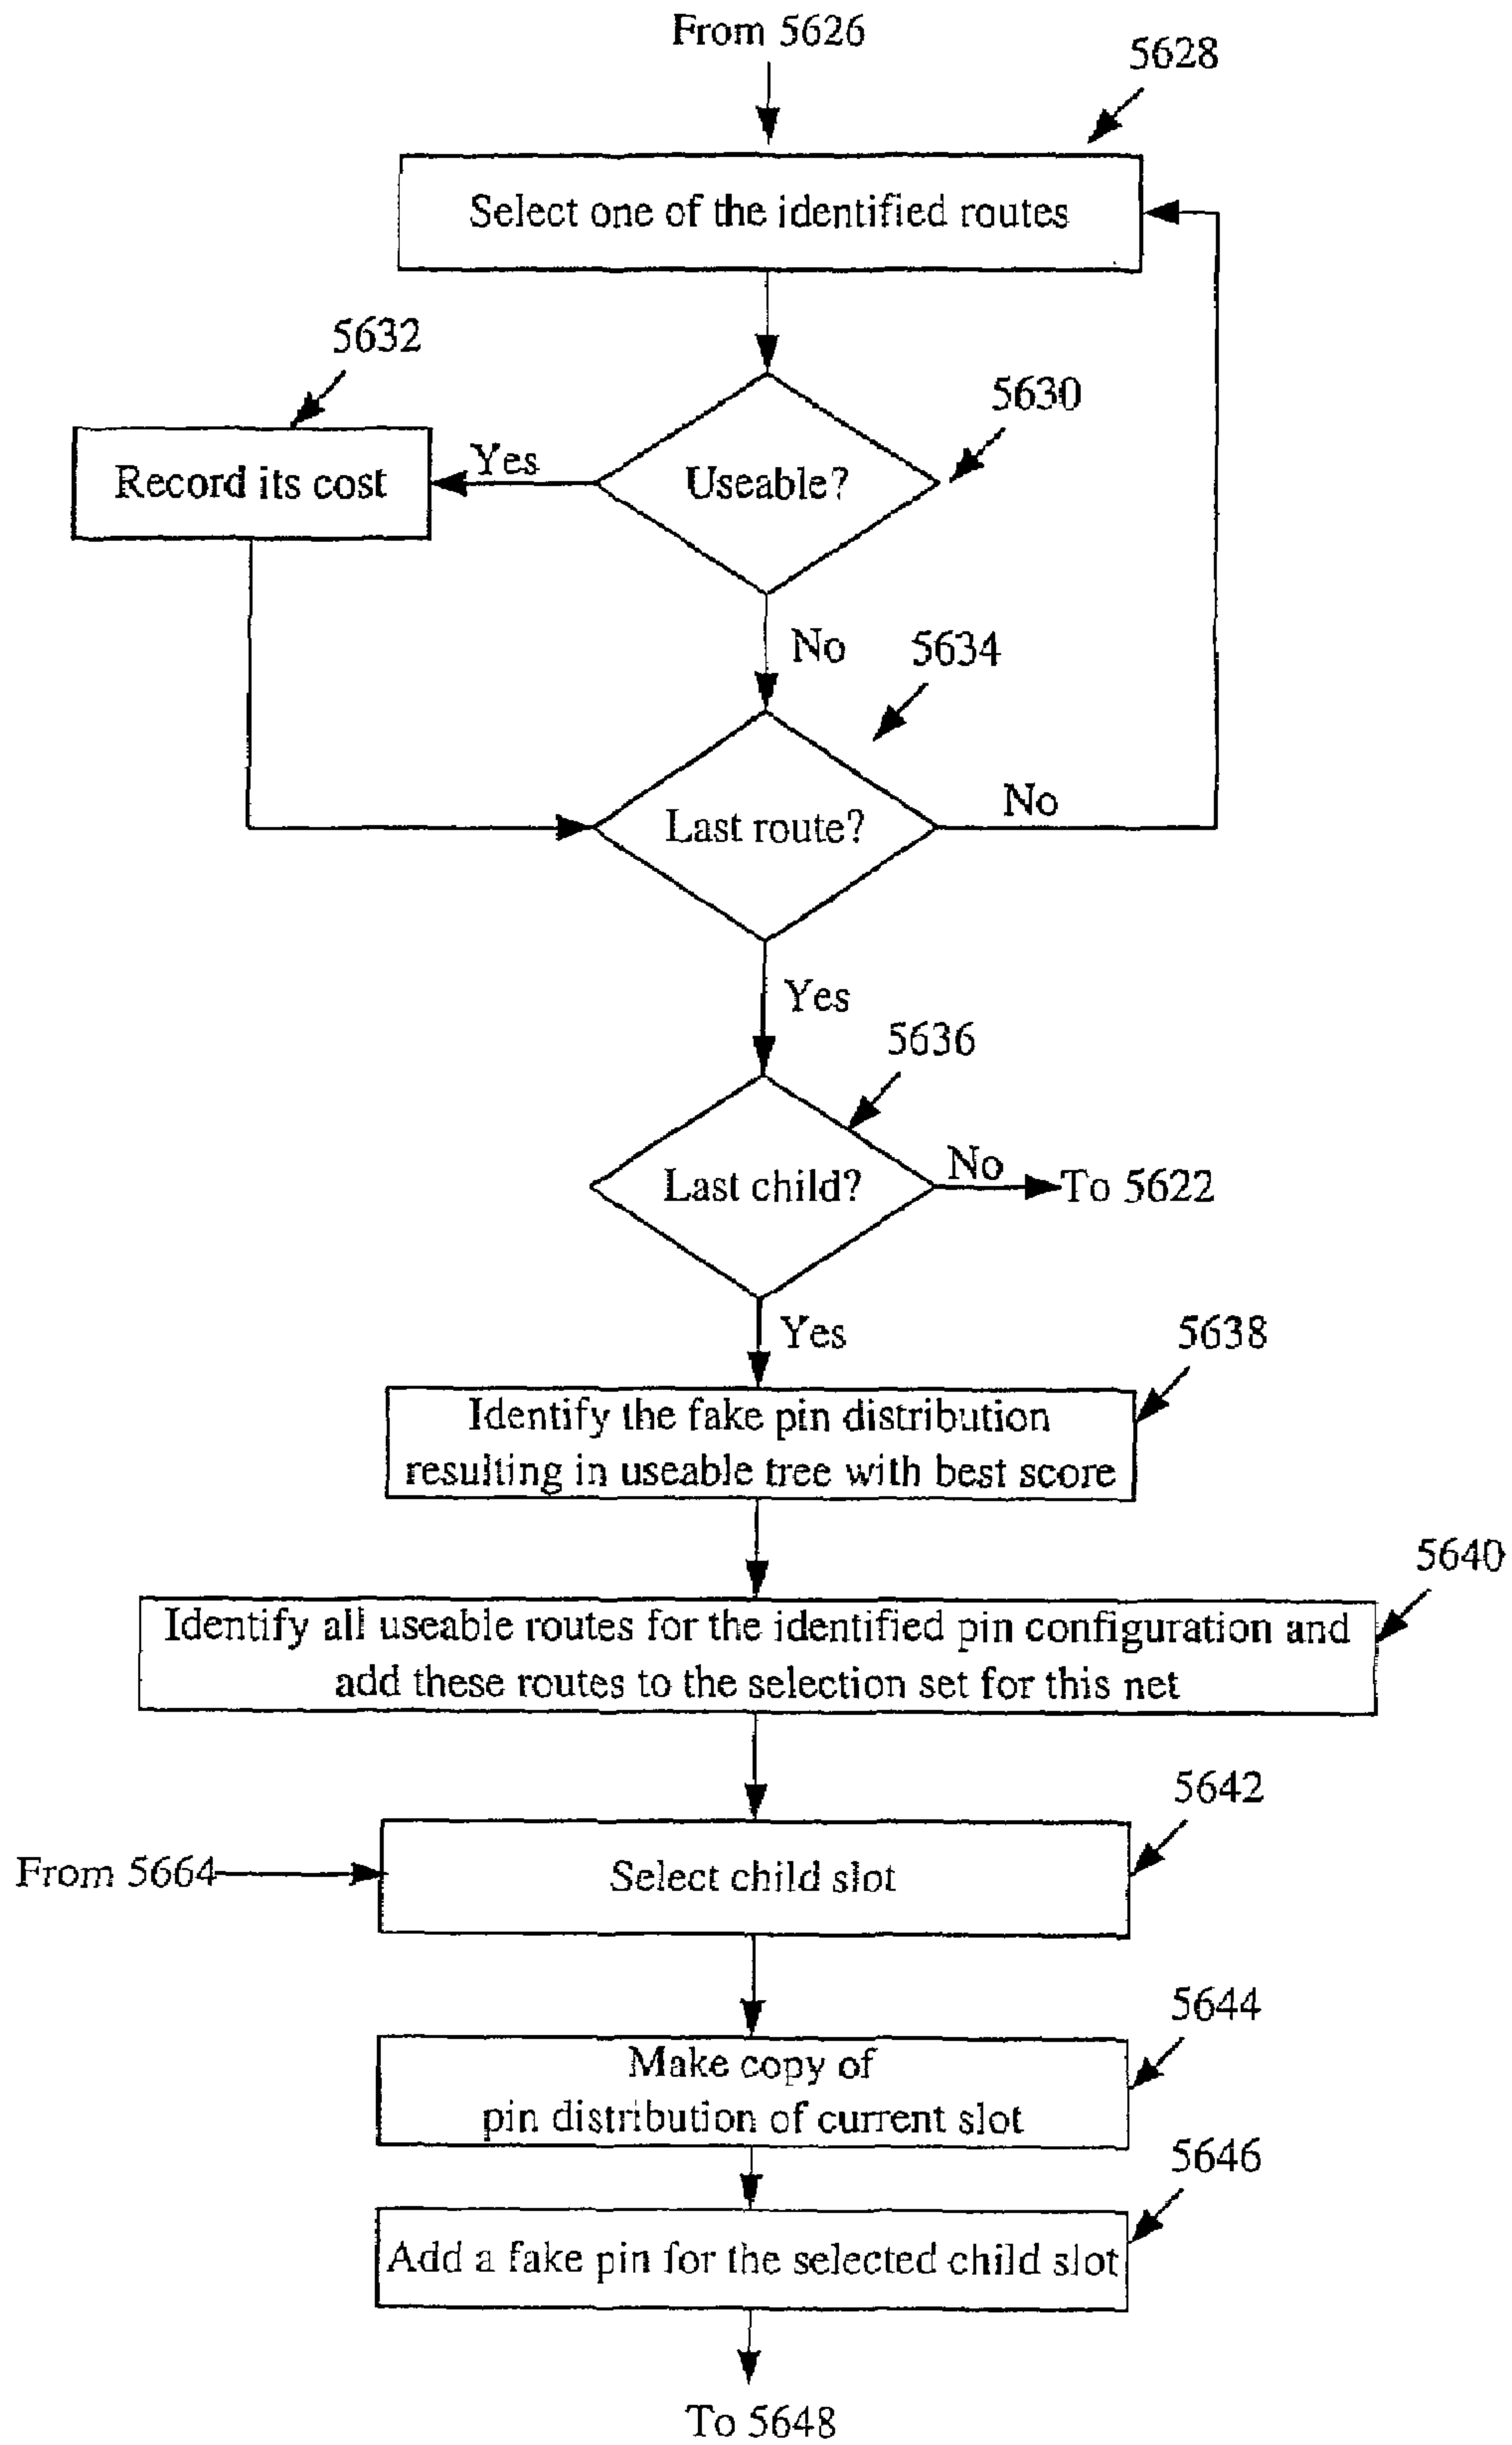 From 5626
5628
Select one of the identified routes
5632
5630
Record its cost
Yes
Useable?
No
5634
Last route?
No
Yes
5636
Last child?
No
To 5622
Yes
5638
Identify the fake pin distribution
resulting in useable tree with best score
5640
Identify all useable routes for the identified pin configuration and
add these routes to the selection set for this net
5642
From 5664
Select child slot
5644
Make copy of
pin distribution of current slot
5646
Add a fake pin for the selected child slot
To 5648